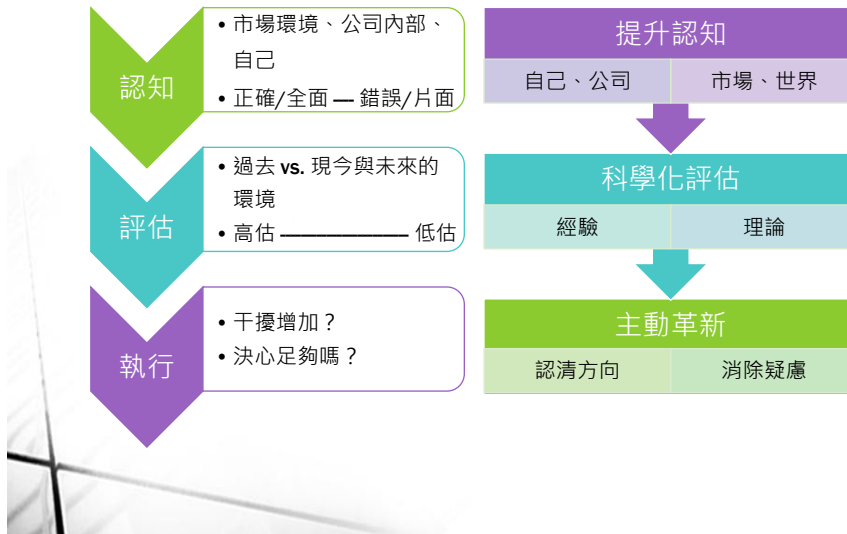 認知
• 市場環境、公司內部、
自己
• 正確/全面 — 錯誤/片面
評估
• 過去 vs. 現今與未來的
環境
• 高估 ——————— 低估
執行
• 干擾增加？
• 決心足夠嗎？
提升認知
自己、公司
市場、世界
科學化評估
經驗
理論
主動革新
認清方向
消除疑慮